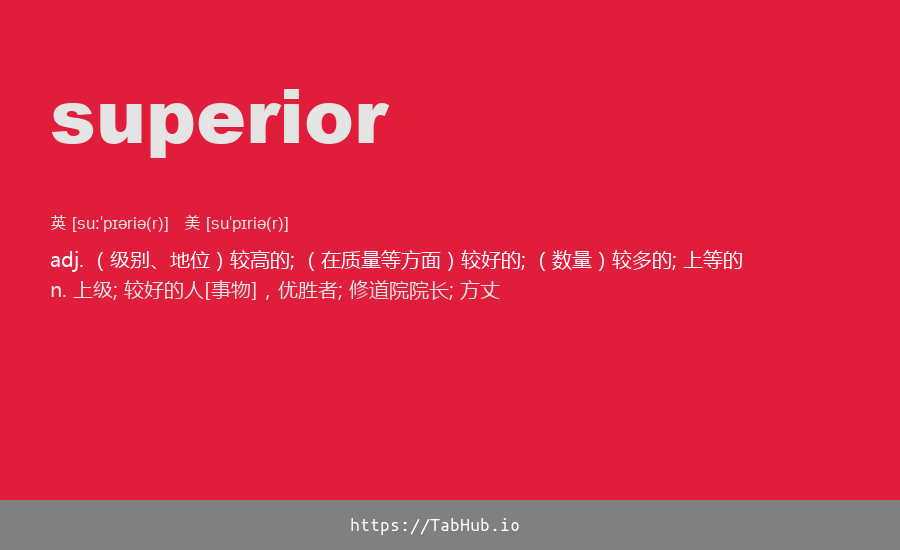 superior
英 [su:ˈpɪəriə(r)] 美 [suˈpɪriə(r)]
adj. （级别、地位）较高的; （在质量等方面）较好的; （数量）较多的; 上等的
n. 上级; 较好的人[事物]，优胜者; 修道院院长; 方丈
https://TabHub.io